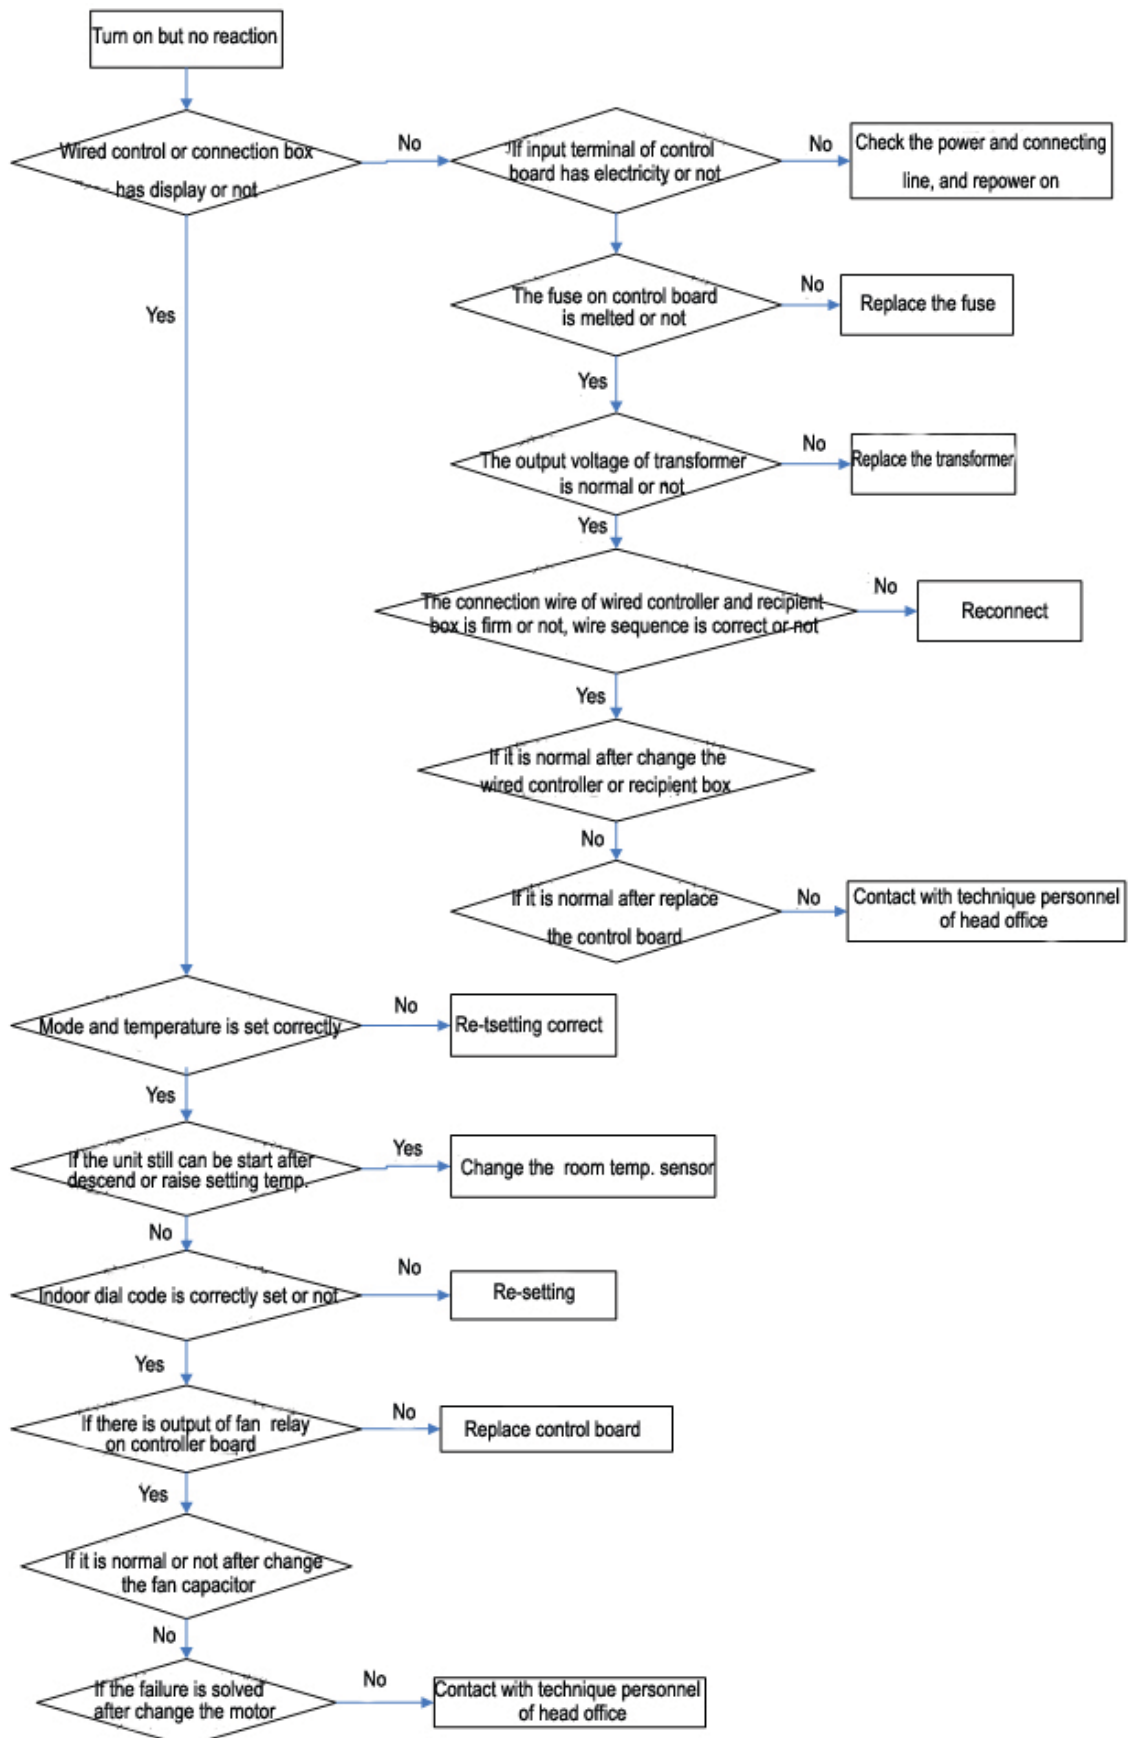 Turn on but no reaction
Wired control or connection box
has display or not
No
If input terminal of control
board has electricity or not
No
Check the power and connecting
line, and repower on
Yes
The fuse on control board
is melted or not
No
Replace the fuse
Yes
The output voltage of transformer
is normal or not
No
Replace the transformer
Yes
The connection wire of wired controller and recipient
box is firm or not, wire sequence is correct or not
No
Reconnect
Yes
If it is normal after change the
wired controller or recipient box
No
If it is normal after replace
the control board
No
Contact with technique personnel
of head office
Mode and temperature is set correctly
No
Re-tsetting correct
Yes
If the unit still can be start after
descend or raise setting temp.
Yes
Change the room temp. sensor
No
Indoor dial code is correctly set or not
No
Re-setting
Yes
If there is output of fan relay
on controller board
No
Replace control board
Yes
If it is normal or not after change
the fan capacitor
No
If the failure is solved
after change the motor
No
Contact with technique personnel
of head office